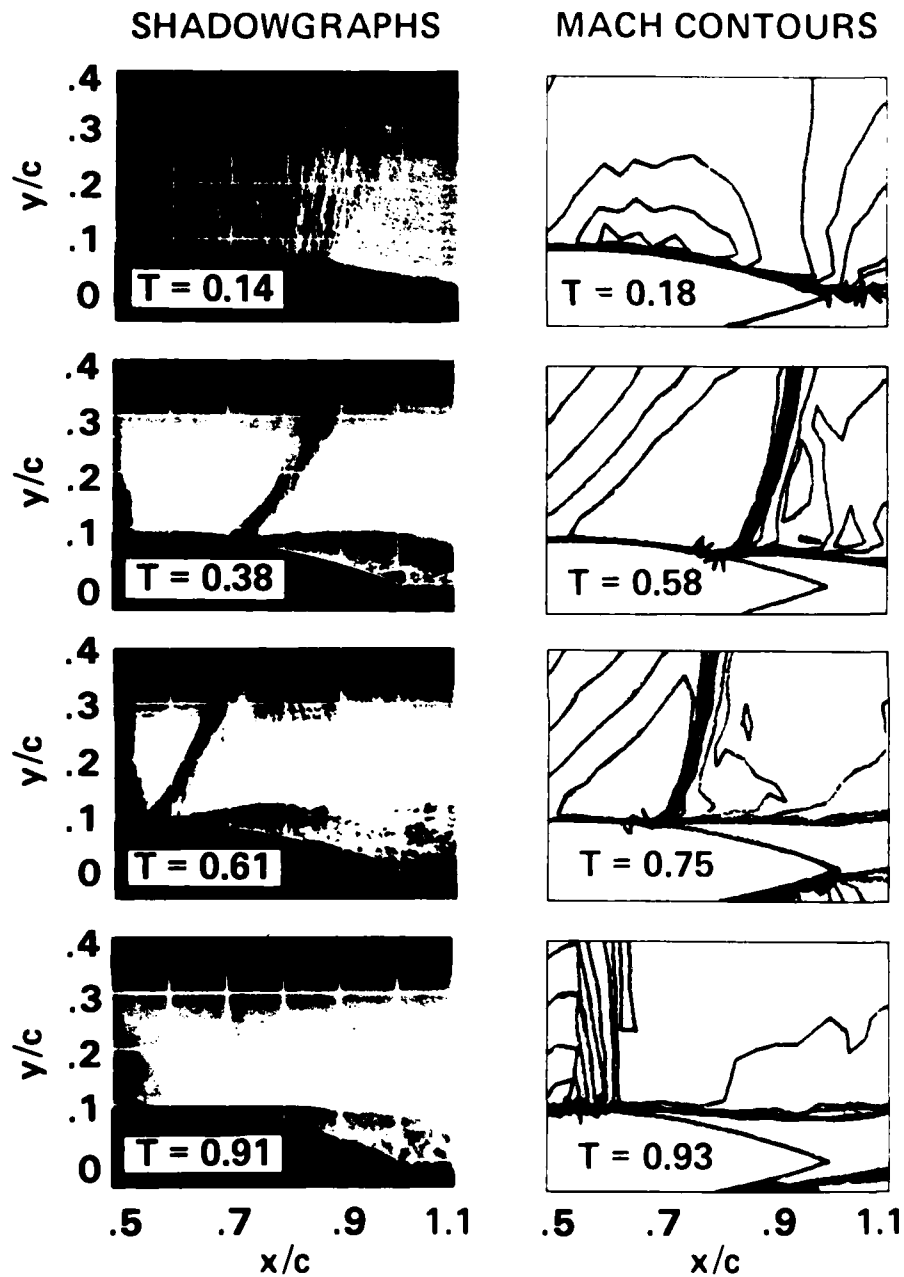 SHADOWGRAPHS MACH CONTOURS
.4
.3
y/c
.2
.1
0
T = 0.14
T = 0.18
.4
.3
y/c
.2
.1
0
T = 0.38
T = 0.58
.4
.3
y/c
.2
.1
0
T = 0.61
T = 0.75
.4
.3
y/c
.2
.1
0
T = 0.91
T = 0.93
.5 .7 .9 1.1 .5 .7 .9 1.1
x/c x/c